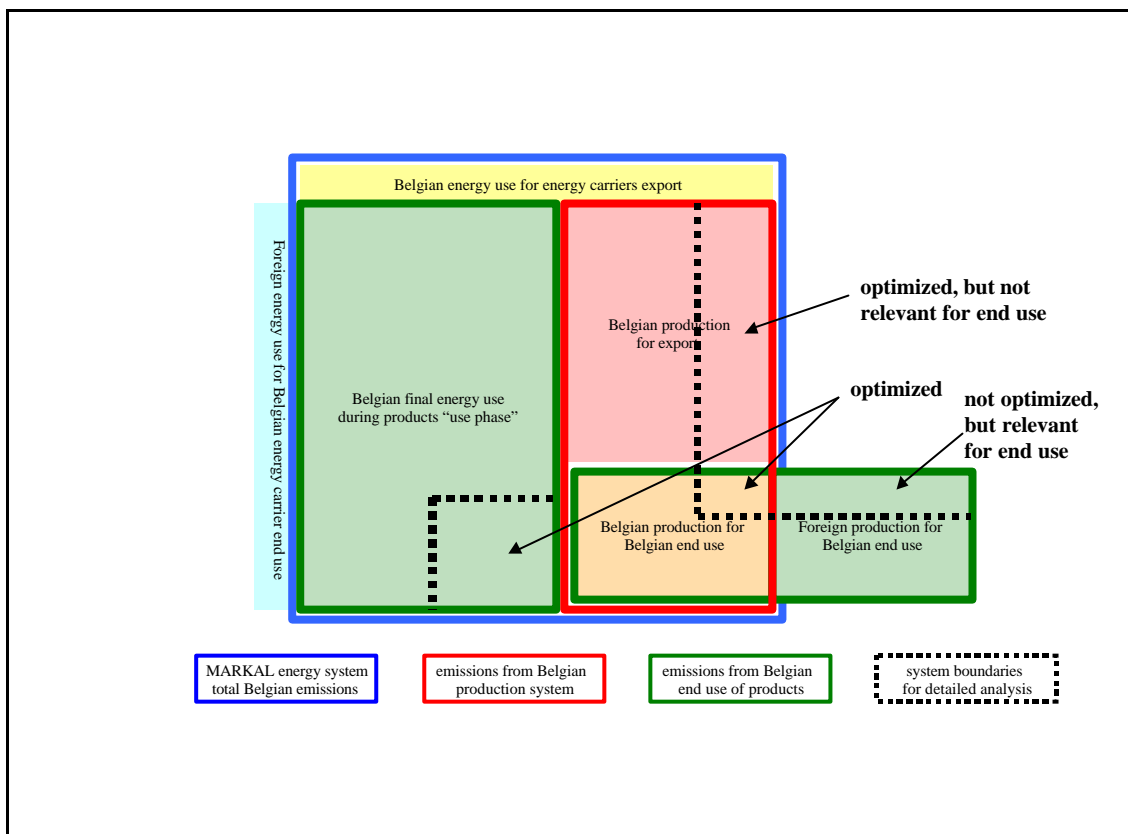 Belgian energy use for energy carriers export
Foreign energy use for Belgian energy carrier end use
Belgian final energy use
during products “use phase”
Belgian production
for export
optimized, but not
relevant for end use
optimized
not optimized,
but relevant
for end use
Belgian production for
Belgian end use
Foreign production for
Belgian end use
MARKAL energy system
total Belgian emissions
emissions from Belgian
production system
emissions from Belgian
end use of products
system boundaries
for detailed analysis